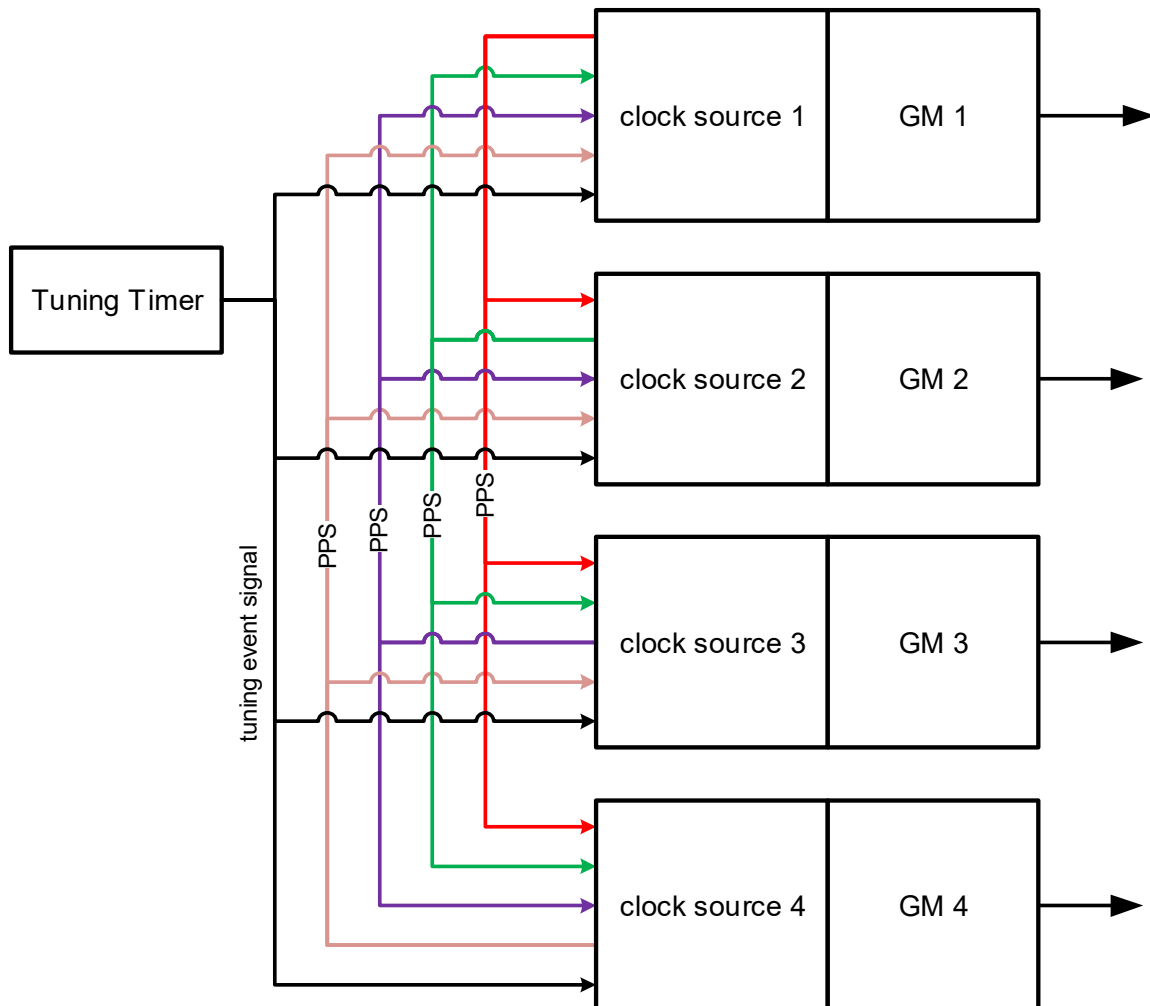 clock source 1
GM 1
Tuning Timer
clock source 2
GM 2
PPS
PPS
PPS
PPS
tuning event signal
clock source 3
GM 3
clock source 4
GM 4